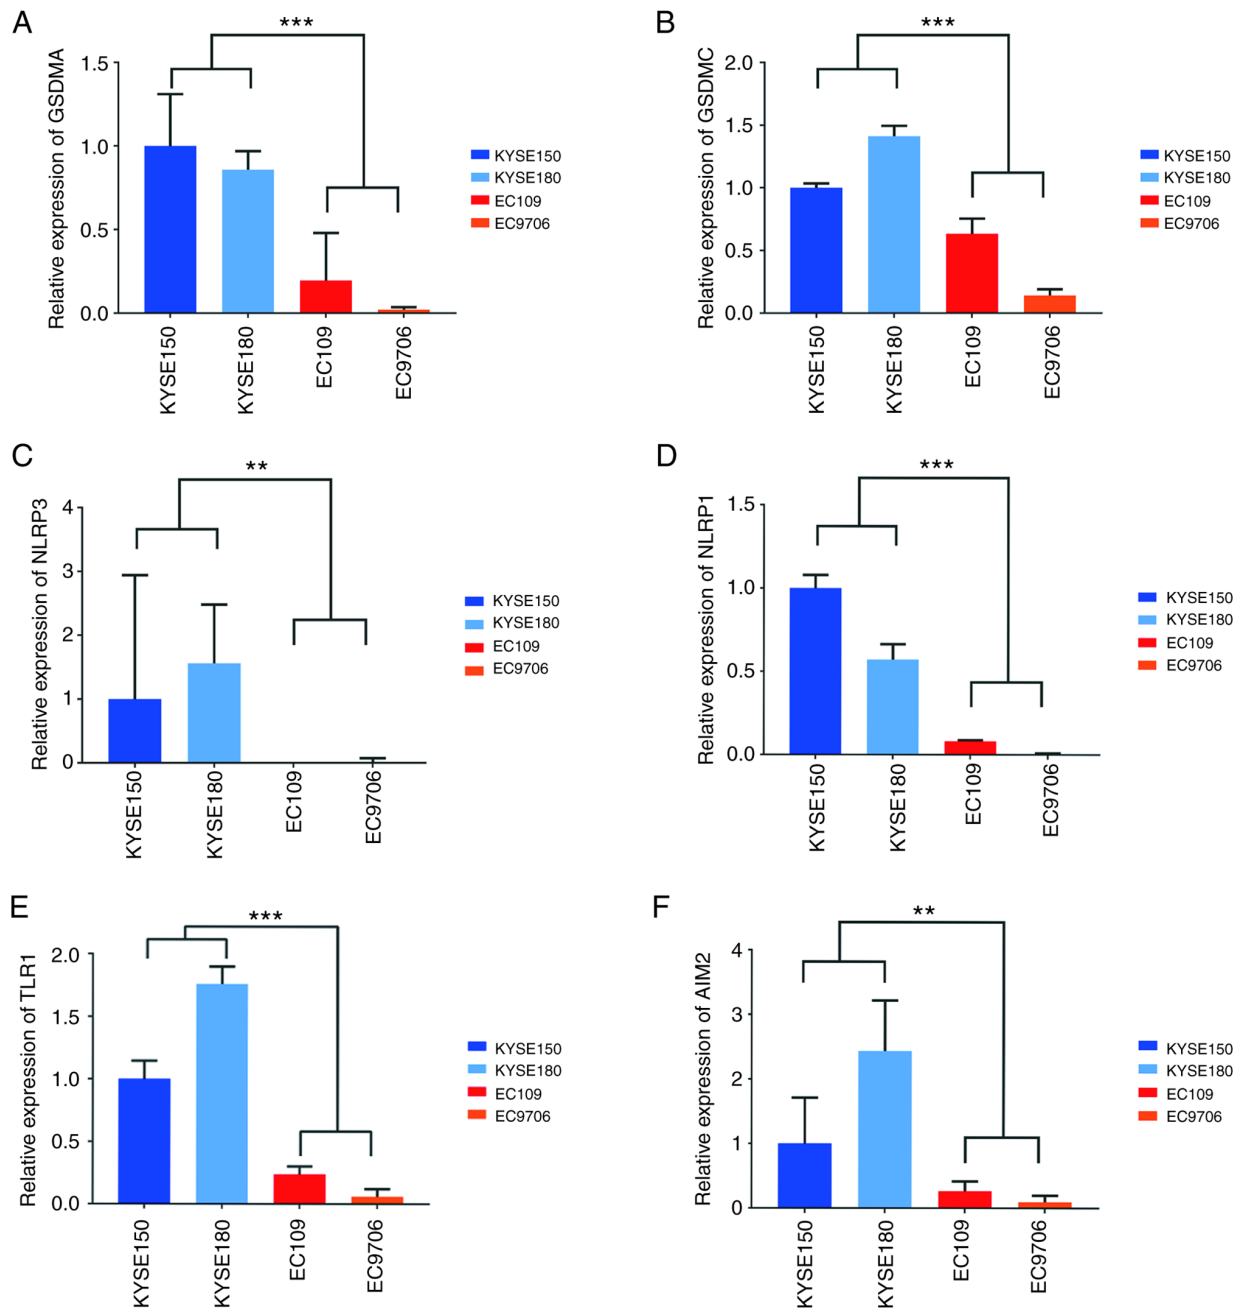 A
***
Relative expression of GSDMA
1.5
1.0
0.5
0.0
KYSE150
KYSE180
EC109
EC9706
KYSE150
KYSE180
EC109
EC9706
B
***
Relative expression of GSDMC
2.0
1.5
1.0
0.5
0.0
KYSE150
KYSE180
EC109
EC9706
KYSE150
KYSE180
EC109
EC9706
C
**
Relative expression of NLRP3
4
3
2
1
0
KYSE150
KYSE180
EC109
EC9706
KYSE150
KYSE180
EC109
EC9706
D
***
Relative expression of NLRP1
1.5
1.0
0.5
0.0
KYSE150
KYSE180
EC109
EC9706
KYSE150
KYSE180
EC109
EC9706
E
***
Relative expression of TLR1
2.0
1.5
1.0
0.5
0.0
KYSE150
KYSE180
EC109
EC9706
KYSE150
KYSE180
EC109
EC9706
F
**
Relative expression of AIM2
4
3
2
1
0
KYSE150
KYSE180
EC109
EC9706
KYSE150
KYSE180
EC109
EC9706